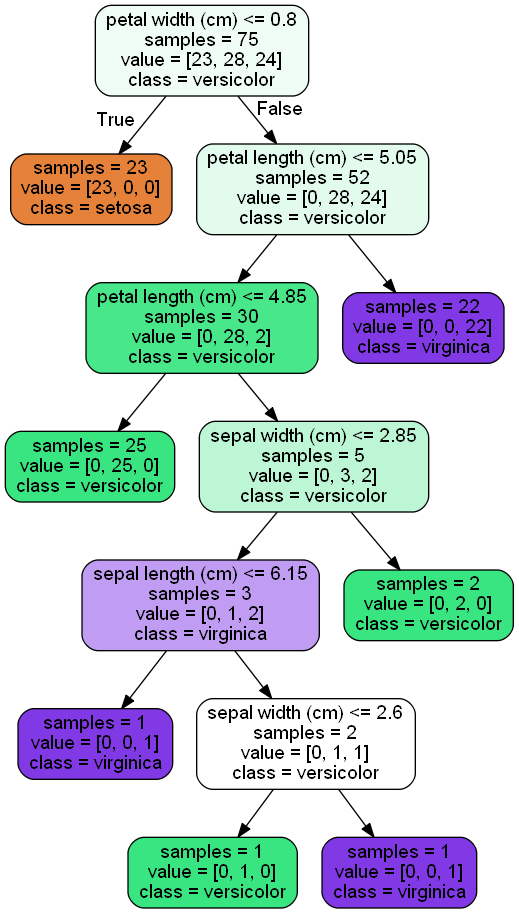 petal width (cm) <= 0.8
samples = 75
value = [23, 28, 24]
class = versicolor
True
False
samples = 23
value = [23, 0, 0]
class = setosa
petal length (cm) <= 5.05
samples = 52
value = [0, 28, 24]
class = versicolor
petal length (cm) <= 4.85
samples = 30
value = [0, 28, 2]
class = versicolor
samples = 22
value = [0, 0, 22]
class = virginica
samples = 25
value = [0, 25, 0]
class = versicolor
sepal width (cm) <= 2.85
samples = 5
value = [0, 3, 2]
class = versicolor
sepal length (cm) <= 6.15
samples = 3
value = [0, 1, 2]
class = virginica
samples = 2
value = [0, 2, 0]
class = versicolor
samples = 1
value = [0, 0, 1]
class = virginica
sepal width (cm) <= 2.6
samples = 2
value = [0, 1, 1]
class = versicolor
samples = 1
value = [0, 1, 0]
class = versicolor
samples = 1
value = [0, 0, 1]
class = virginica